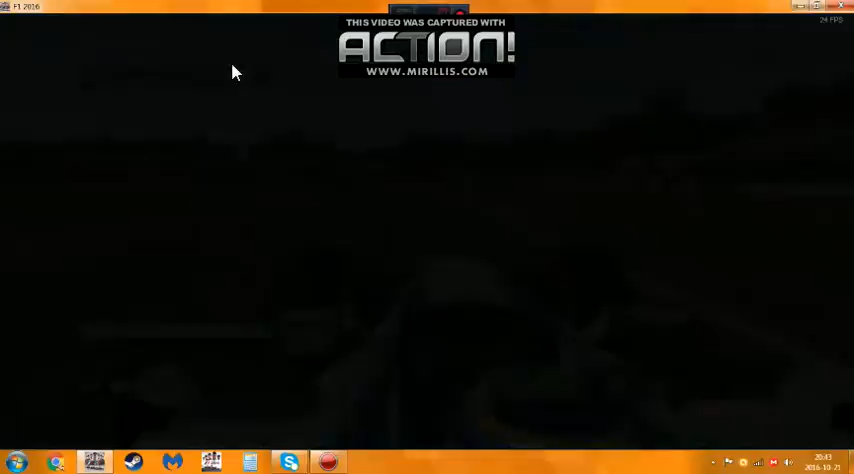 F1 2016
THIS VIDEO WAS CAPTURED WITH
ACTION!
WWW.MIRILLIS.COM
24 FPS
20:43
2016-10-21